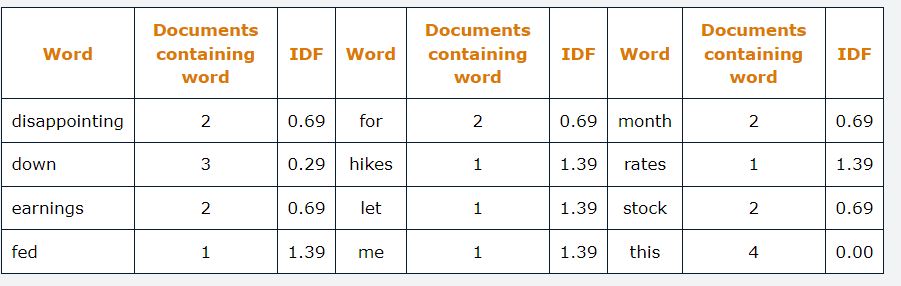 Word Documents containing word IDF Word Documents containing word IDF Word Documents containing word IDF
disappointing 2 0.69 for 2 0.69 month 2 0.69
down 3 0.29 hikes 1 1.39 rates 1 1.39
earnings 2 0.69 let 1 1.39 stock 2 0.69
fed 1 1.39 me 1 1.39 this 4 0.00